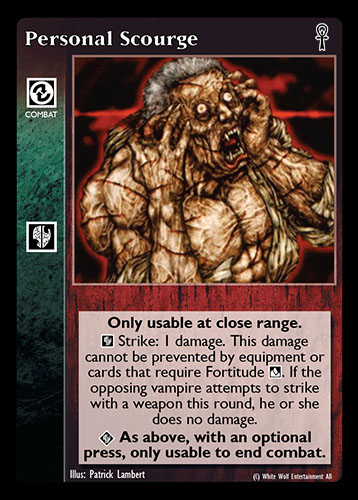 Personal Scourge
COMBAT
Only usable at close range.
Strike: 1 damage. This damage
cannot be prevented by equipment or
cards that require Fortitude . If the
opposing vampire attempts to strike
with a weapon this round, he or she
does no damage.
As above, with an optional
press, only usable to end combat.
Illus: Patrick Lambert
(C) White Wolf Entertainment AB